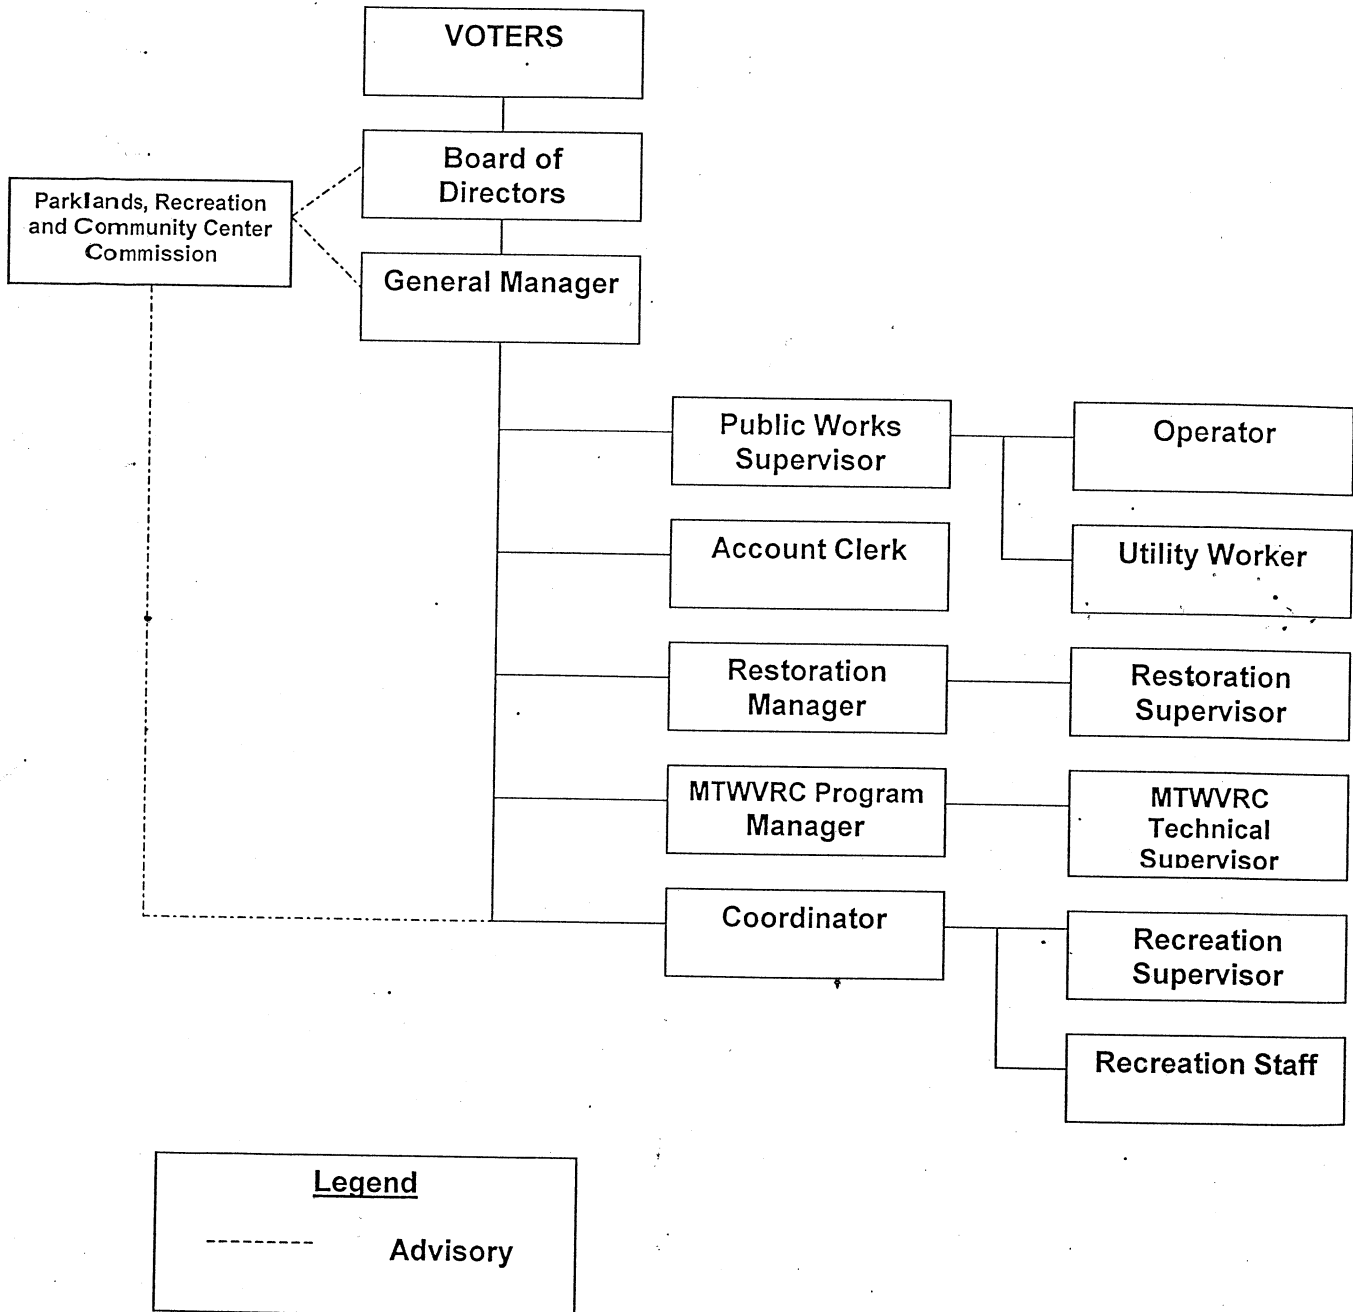 VOTERS
Board of
Directors
Parklands, Recreation
and Community Center
Commission
General Manager
Public Works
Supervisor
Operator
Account Clerk
Utility Worker
Restoration
Manager
Restoration
Supervisor
MTWVRC Program
Manager
MTWVRC
Technical
Supervisor
Coordinator
Recreation
Supervisor
Recreation Staff
Legend
Advisory